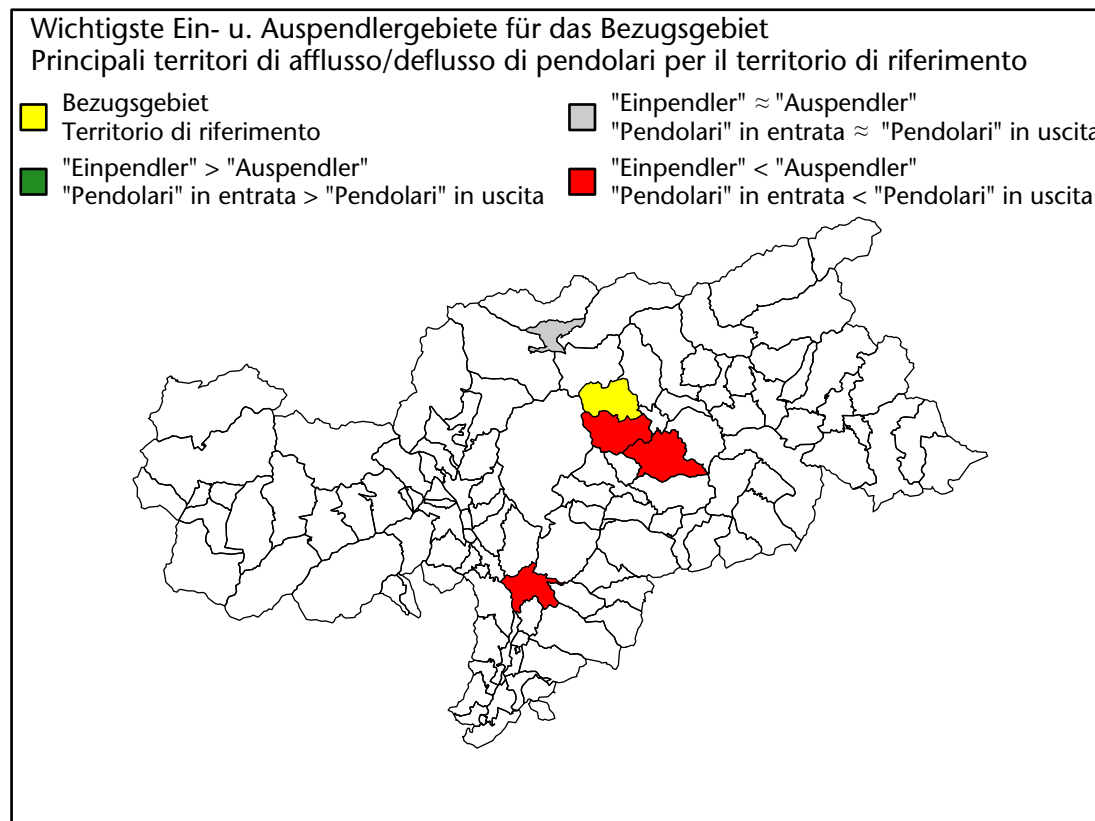 Wichtigste Ein- u. Auspendlergebiete für das Bezugsgebiet
Principali territori di afflusso/deflusso di pendolari per il territorio di riferimento
Bezugsgebiet
Territorio di riferimento
"Einpendler" > "Auspendler"
"Pendolari" in entrata > "Pendolari" in uscita
"Einpendler" ≈ "Auspendler"
"Pendolari" in entrata ≈ "Pendolari" in uscita
"Einpendler" < "Auspendler"
"Pendolari" in entrata < "Pendolari" in uscita